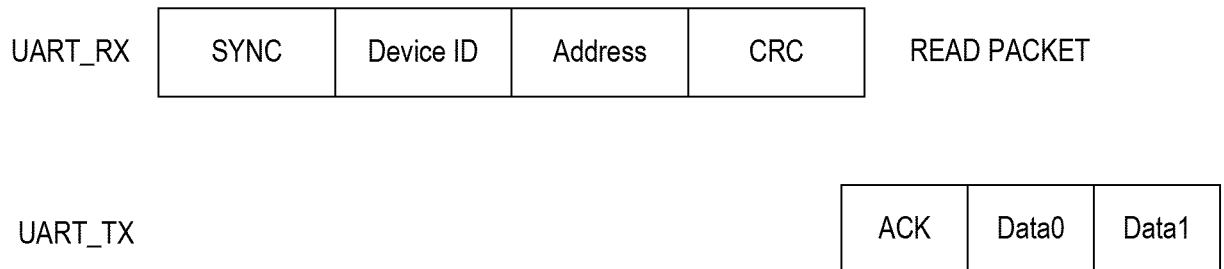 UART_RX SYNC Device ID Address CRC READ PACKET
UART_TX ACK Data0 Data1